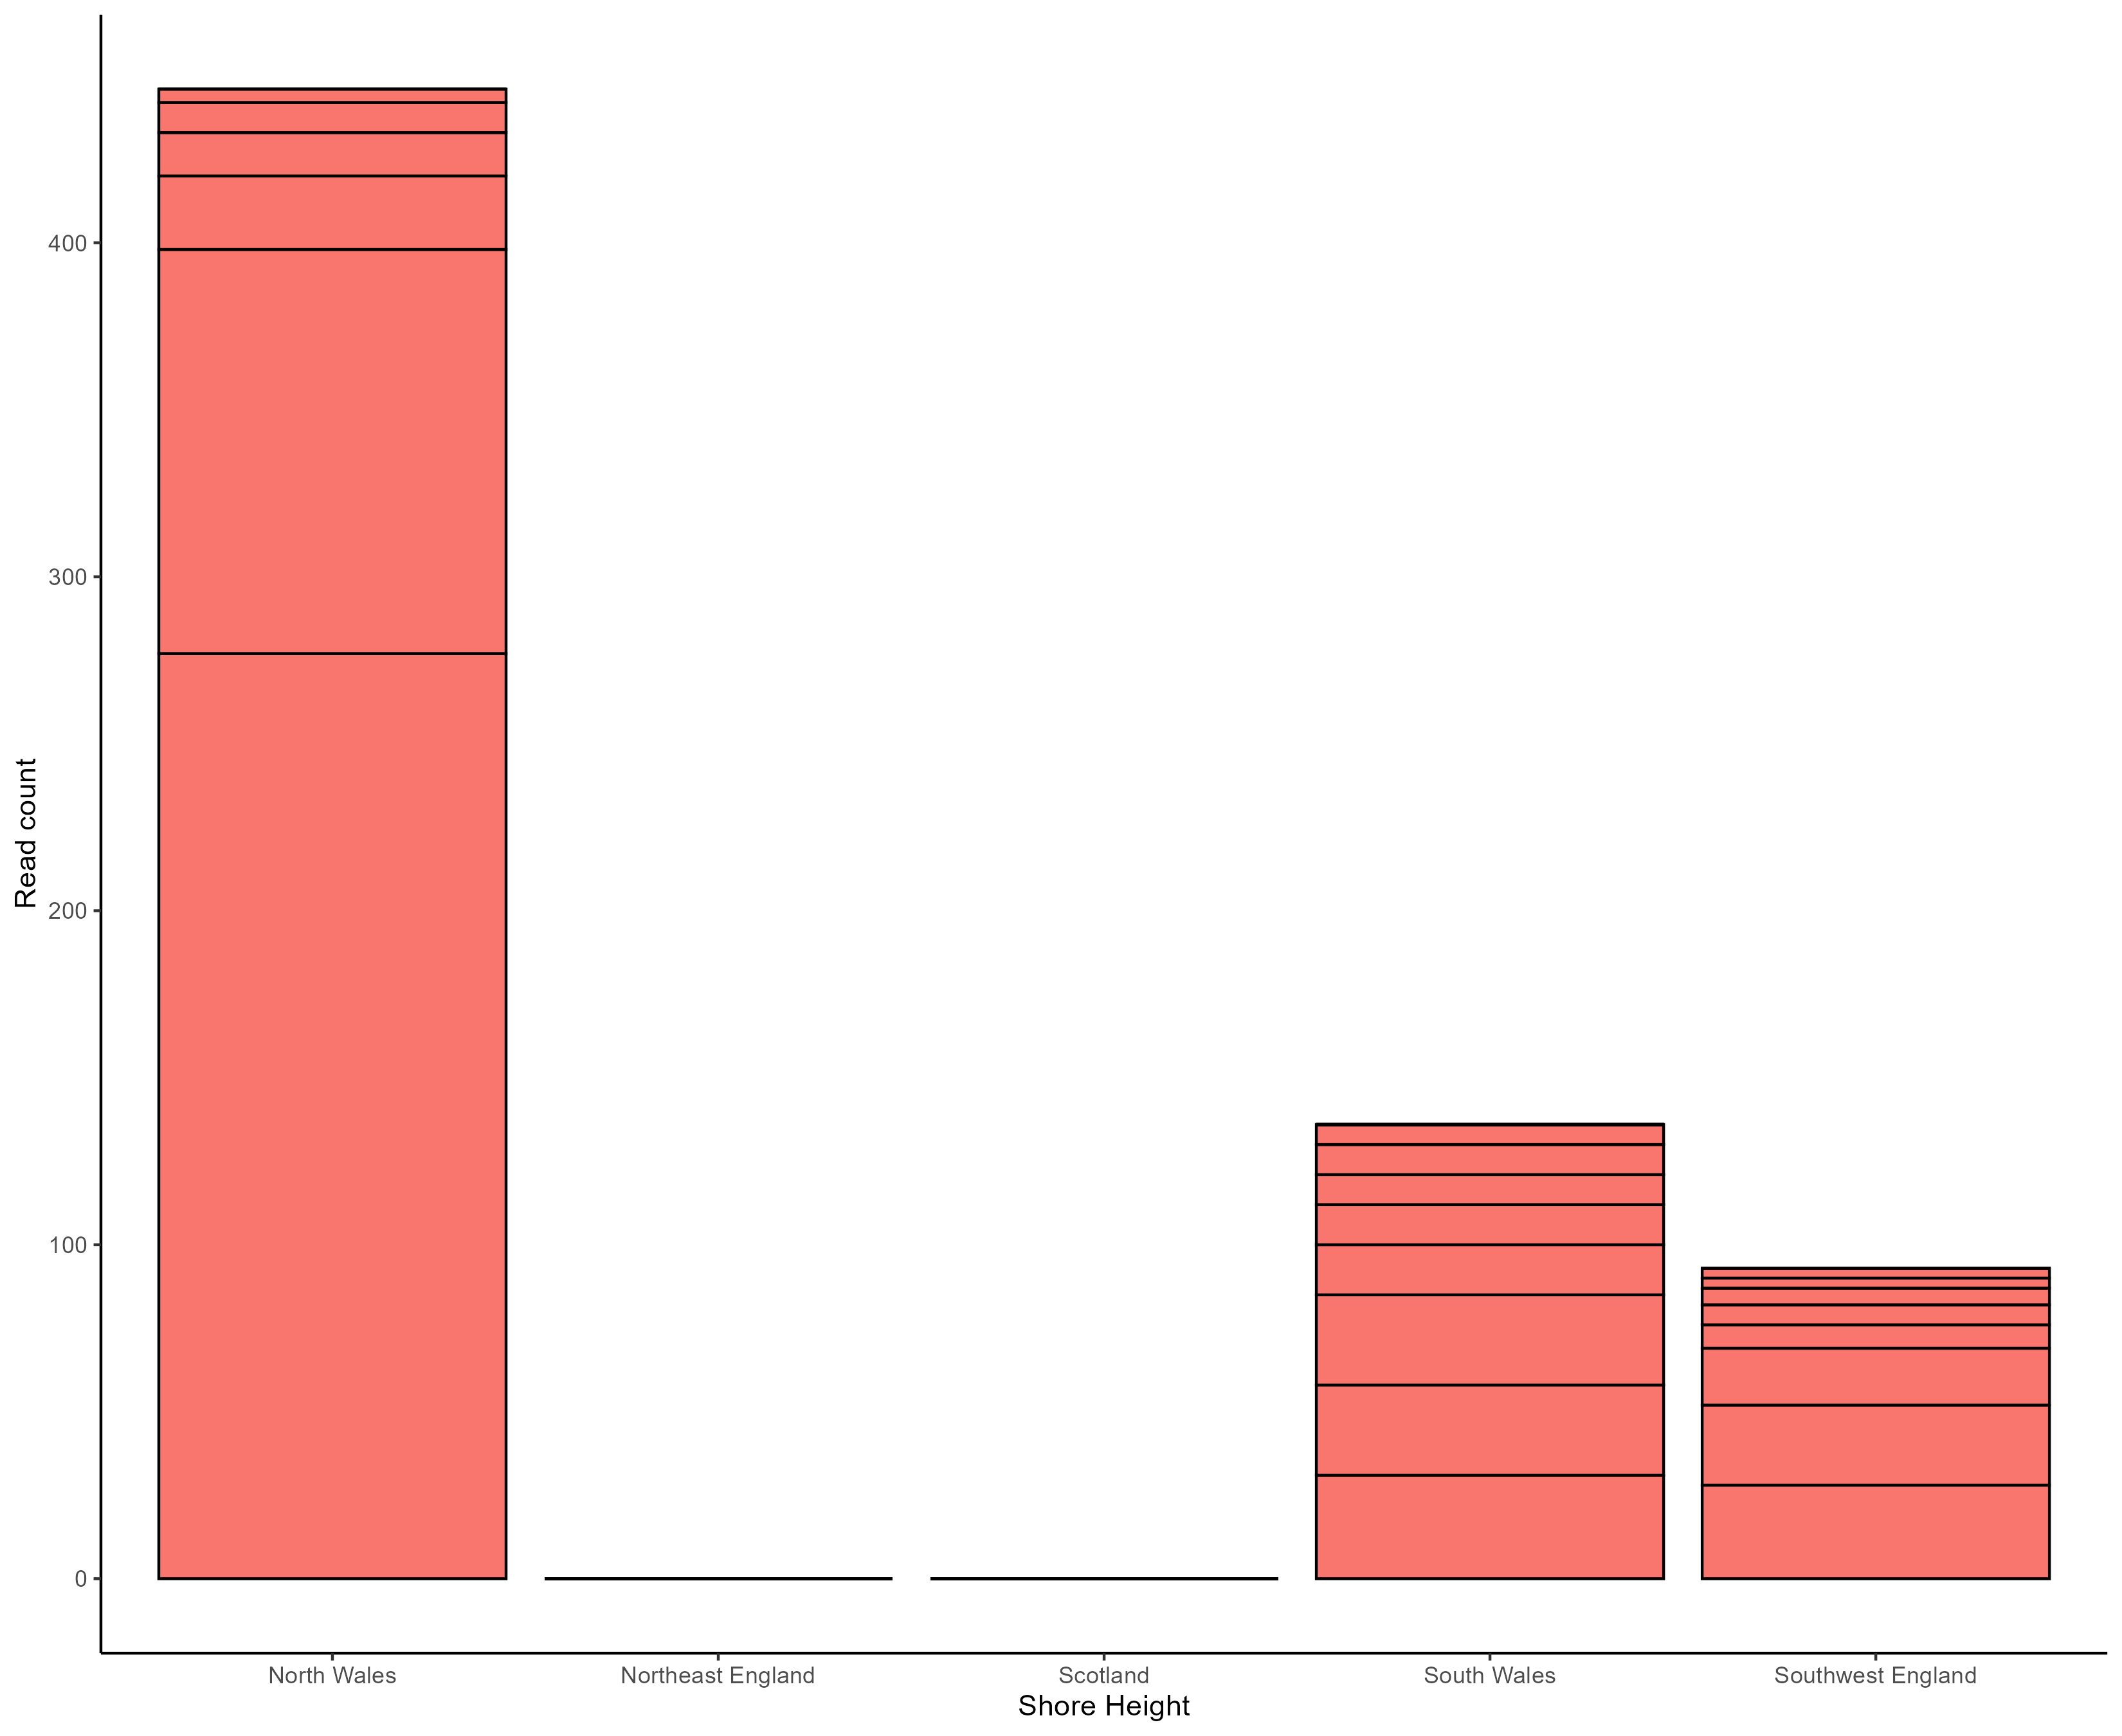 Read count
400
300
200
100
0
North Wales
Northeast England
Scotland
South Wales
Southwest England
Shore Height